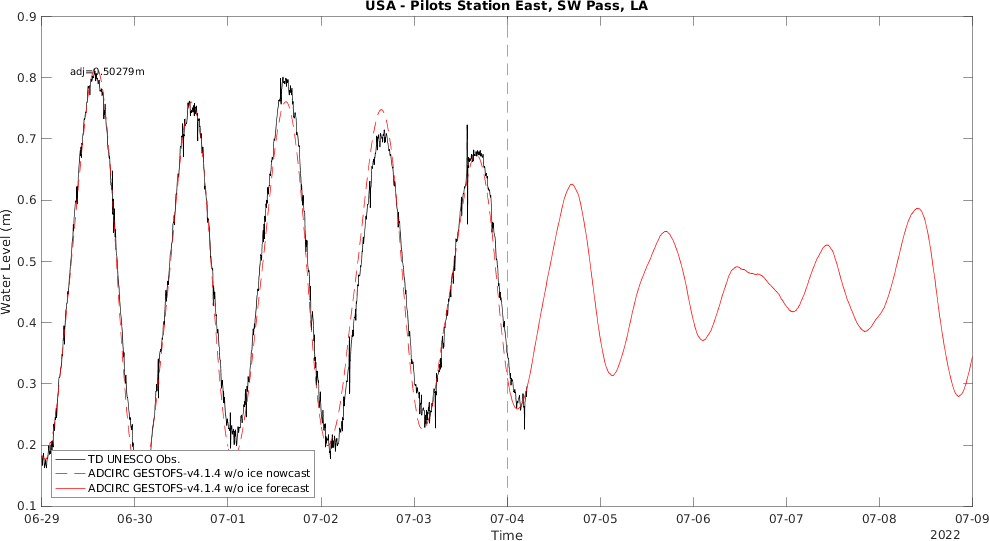 USA - Pilots Station East, SW Pass, LA
adj=0.50279m
Water Level (m)
0.9
0.8
0.7
0.6
0.5
0.4
0.3
0.2
0.1
TD UNESCO Obs.
ADCIRC GESTOFS-v4.1.4 w/o ice nowcast
ADCIRC GESTOFS-v4.1.4 w/o ice forecast
06-29 06-30 07-01 07-02 07-03 07-04 07-05 07-06 07-07 07-08 07-09
Time
2022